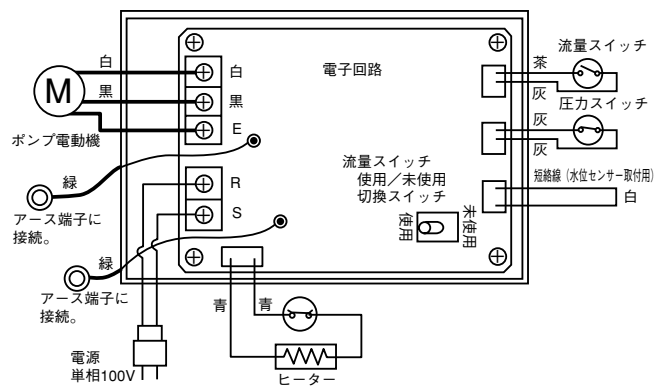 白
黒
M
ポンプ電動機
緑
アース端子に
接続。
緑
アース端子に
接続。
電源
単相100V
白
黒
E
R
S
電子回路
流量スイッチ
使用／未使用
切換スイッチ
使用
未使用
青
青
ヒーター
流量スイッチ
茶
灰
圧力スイッチ
灰
灰
短絡線（水位センサー取付用）
白